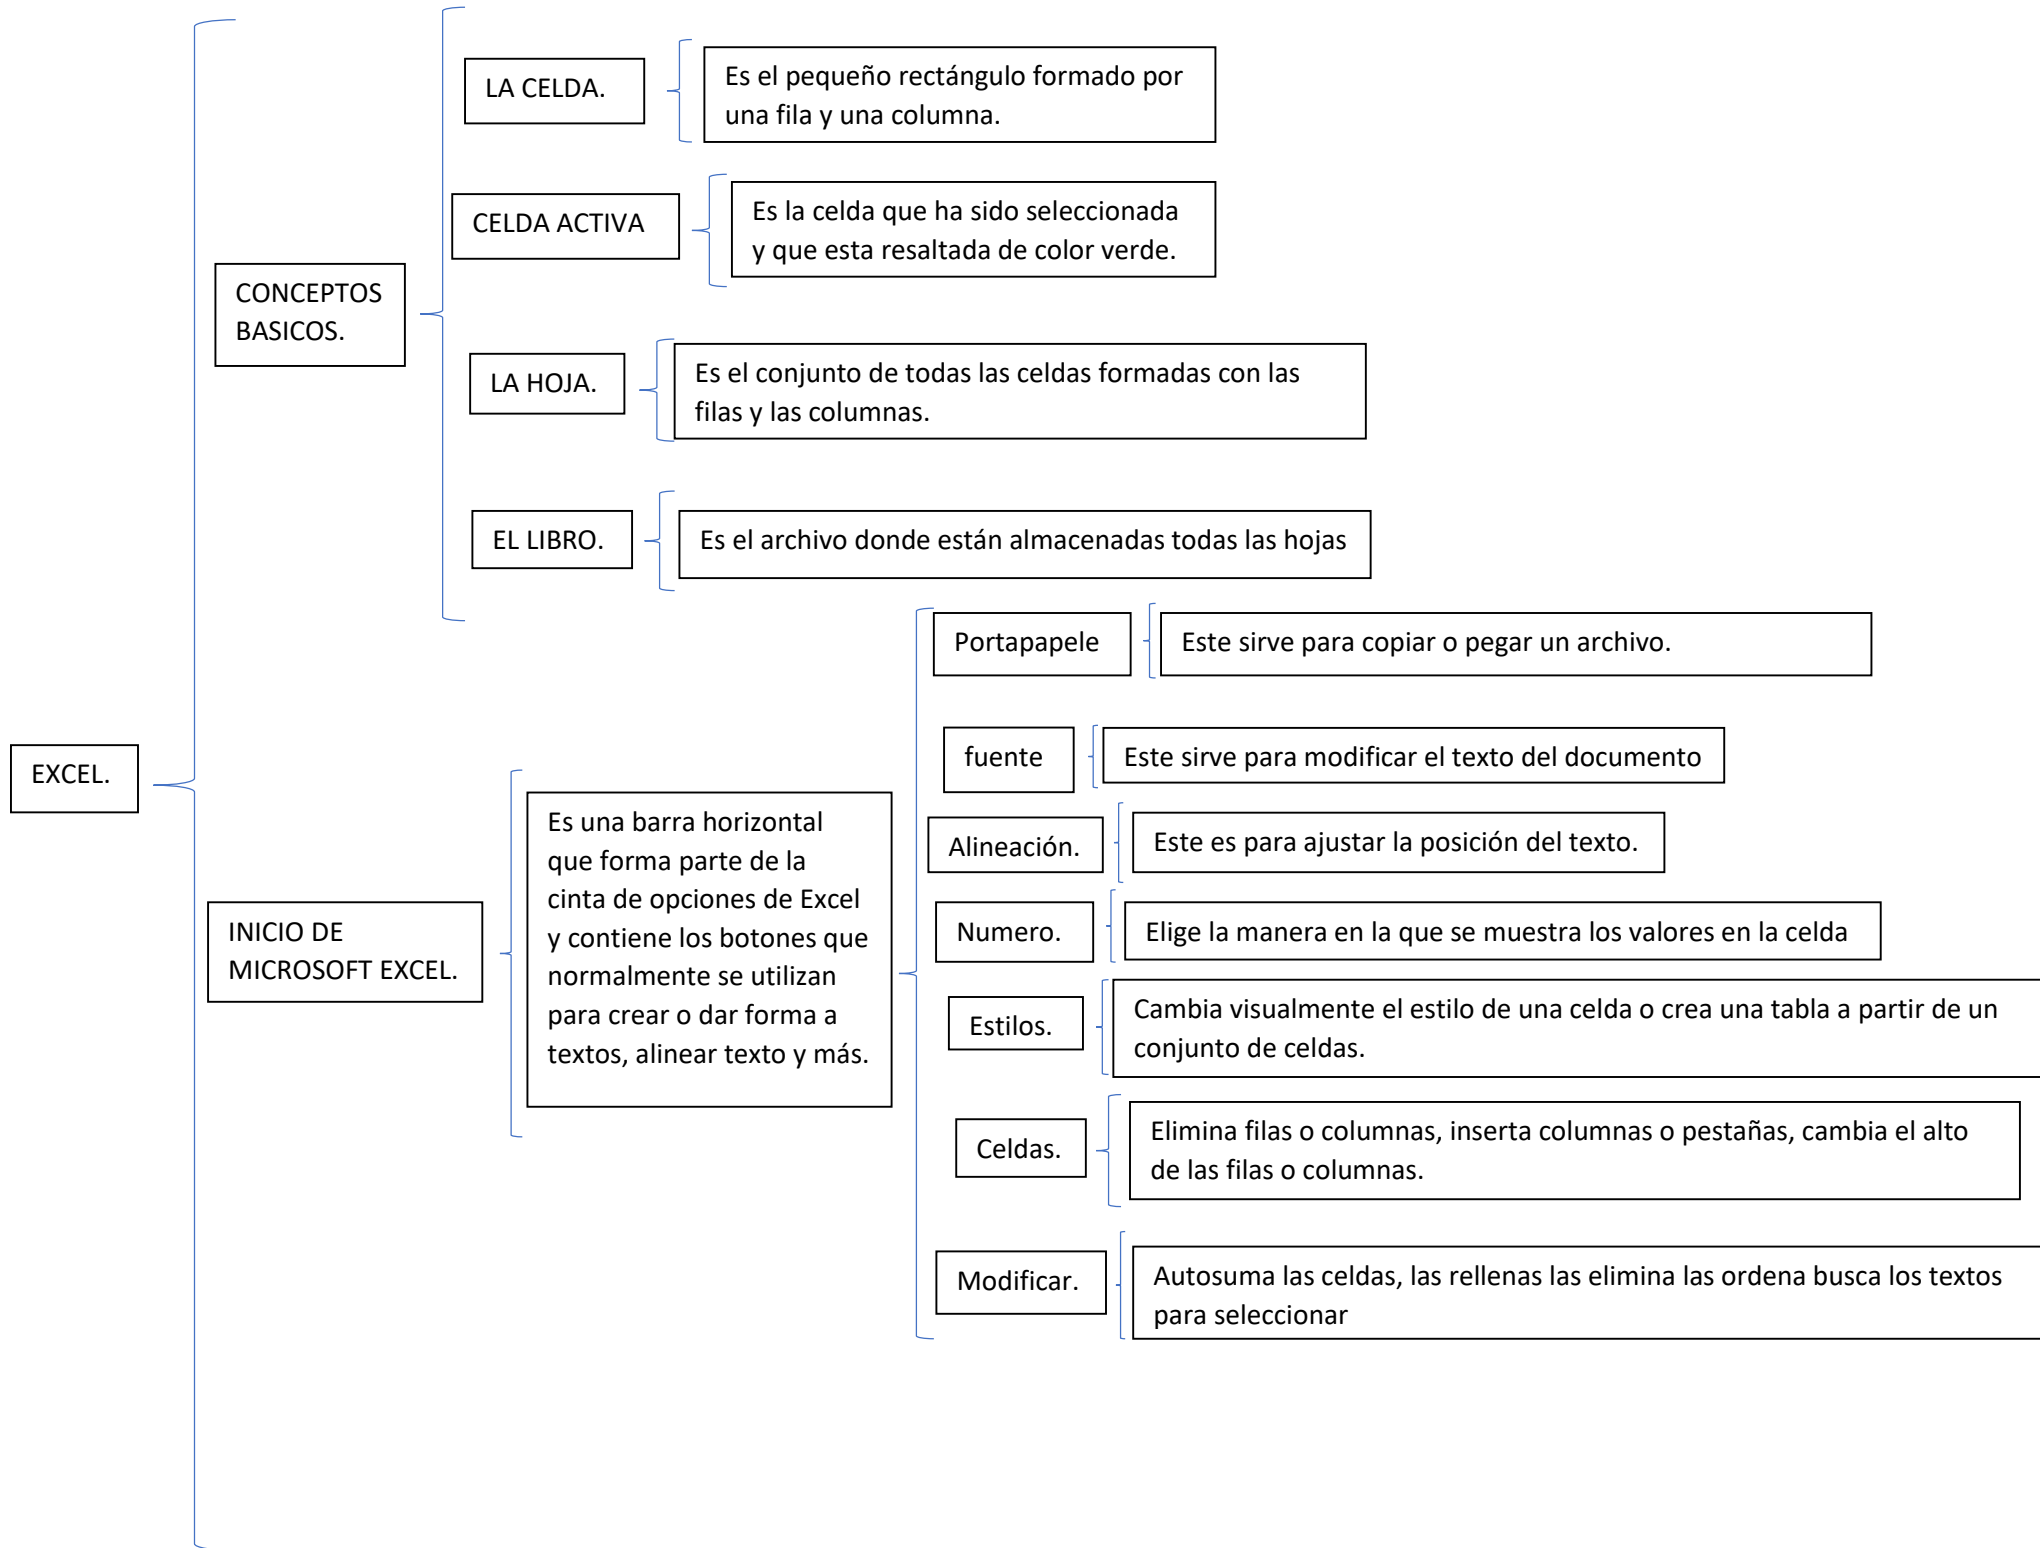 EXCEL.
CONCEPTOS
BASICOS.
LA CELDA.
Es el pequeño rectángulo formado por
una fila y una columna.
CELDA ACTIVA
Es la celda que ha sido seleccionada
y que esta resaltada de color verde.
LA HOJA.
Es el conjunto de todas las celdas formadas con las
filas y las columnas.
EL LIBRO.
Es el archivo donde están almacenadas todas las hojas
INICIO DE
MICROSOFT EXCEL.
Es una barra horizontal
que forma parte de la
cinta de opciones de Excel
y contiene los botones que
normalmente se utilizan
para crear o dar forma a
textos, alinear texto y más.
Portapapele
Este sirve para copiar o pegar un archivo.
fuente
Este sirve para modificar el texto del documento
Alineación.
Este es para ajustar la posición del texto.
Numero.
Elige la manera en la que se muestra los valores en la celda
Estilos.
Cambia visualmente el estilo de una celda o crea una tabla a partir de un
conjunto de celdas.
Celdas.
Elimina filas o columnas, inserta columnas o pestañas, cambia el alto
de las filas o columnas.
Modificar.
Autosuma las celdas, las rellenas las elimina las ordena busca los textos
para seleccionar